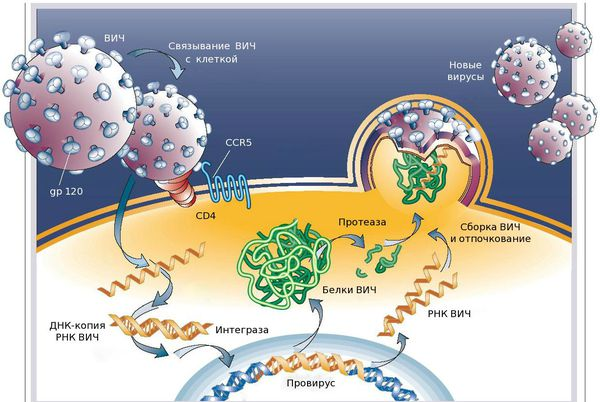 ВИЧ
Связывание ВИЧ
с клеткой
Новые
вирусы
CCR5
gp 120
CD4
Протеаза
Сборка ВИЧ
и отпочкование
Белки ВИЧ
РНК ВИЧ
ДНК-копия
РНК ВИЧ
Интеграза
Провирус